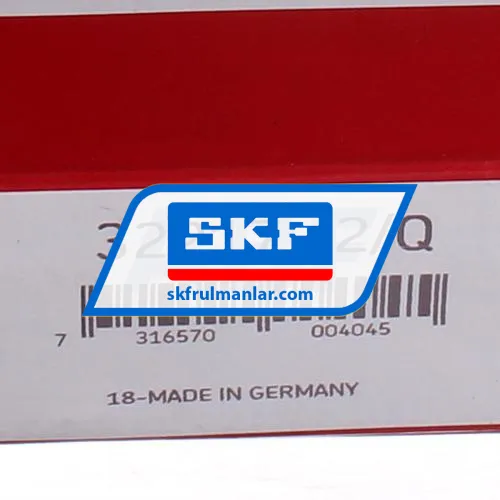 SKF
skfrulmanlar.com
7 316570 004045
18-MADE IN GERMANY